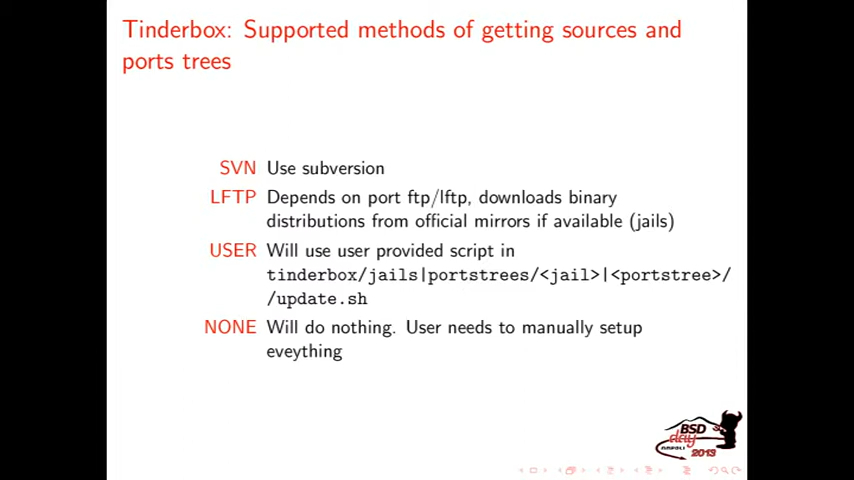 Tinderbox: Supported methods of getting sources and
ports trees
SVN Use subversion
LFTP Depends on port ftp/lftp, downloads binary
distributions from official mirrors if available (jails)
USER Will use user provided script in
tinderbox/jails|portstrees/<jail>|<portstree>/
/update.sh
NONE Will do nothing. User needs to manually setup
eveything
BSD
day
NAPOLI
2013